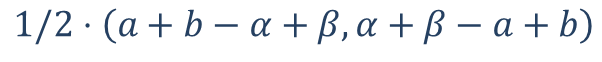 1/2 · (a + b − α + β, α + β − a + b)